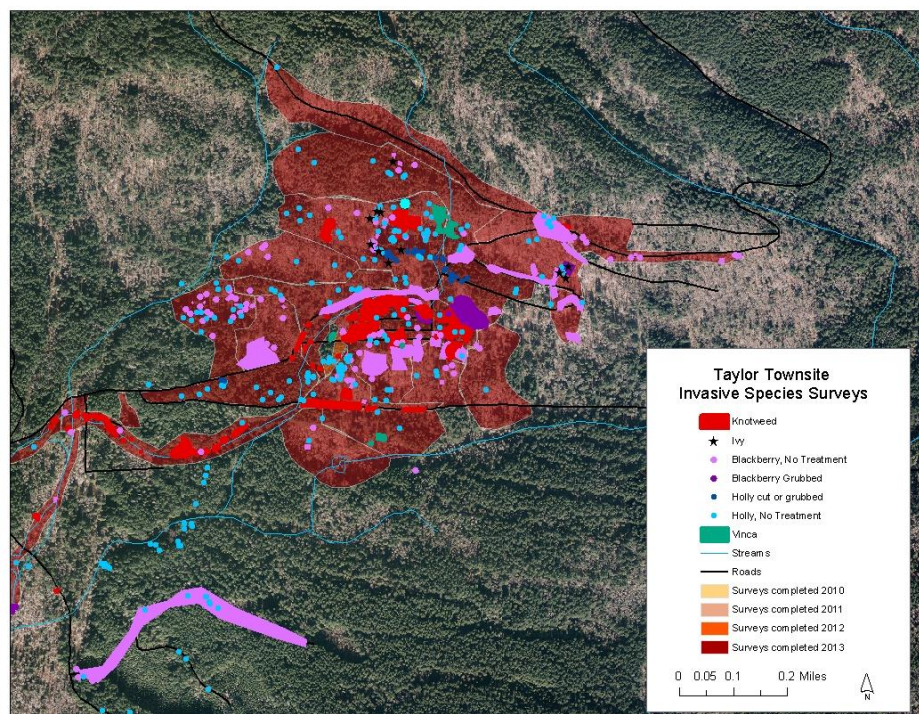 Taylor Townsite
Invasive Species Surveys
Knotweed
Ivy
Blackberry, No Treatment
Blackberry Grubbed
Holly cut or grubbed
Holly, No Treatment
Vinca
Streams
Roads
Surveys completed 2010
Surveys completed 2011
Surveys completed 2012
Surveys completed 2013
0 0.05 0.1 0.2 Miles
N